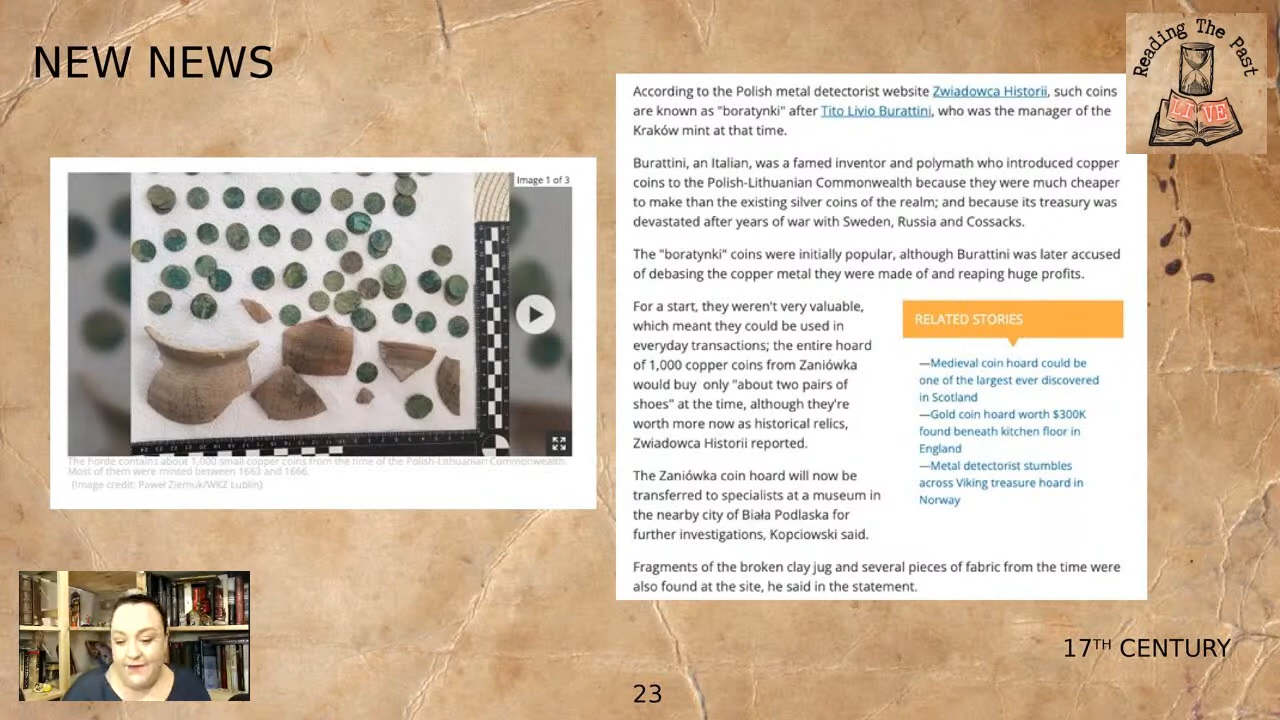 NEW NEWS
Reading The Past
LIVE
Image 1 of 3
The horde contains about 1,000 small copper coins from the time of the Polish-Lithuanian Commonwealth.
Most of them were minted between 1663 and 1666.
(Image credit: Paweł Ziemuk/WKZ Lublin)
According to the Polish metal detectorist website Zwiadowca Historii, such coins
are known as "boratynki" after Tito Livio Burattini, who was the manager of the
Kraków mint at that time.
Burattini, an Italian, was a famed inventor and polymath who introduced copper
coins to the Polish-Lithuanian Commonwealth because they were much cheaper
to make than the existing silver coins of the realm; and because its treasury was
devastated after years of war with Sweden, Russia and Cossacks.
The "boratynki" coins were initially popular, although Burattini was later accused
of debasing the copper metal they were made of and reaping huge profits.
For a start, they weren't very valuable,
which meant they could be used in
everyday transactions; the entire hoard
of 1,000 copper coins from Zaniówka
would buy only "about two pairs of
shoes" at the time, although they're
worth more now as historical relics,
Zwiadowca Historii reported.
The Zaniówka coin hoard will now be
transferred to specialists at a museum in
the nearby city of Biała Podlaska for
further investigations, Kopciowski said.
Fragments of the broken clay jug and several pieces of fabric from the time were
also found at the site, he said in the statement.
RELATED STORIES
—Medieval coin hoard could be
one of the largest ever discovered
in Scotland
—Gold coin hoard worth $300K
found beneath kitchen floor in
England
—Metal detectorist stumbles
across Viking treasure hoard in
Norway
17TH CENTURY
23